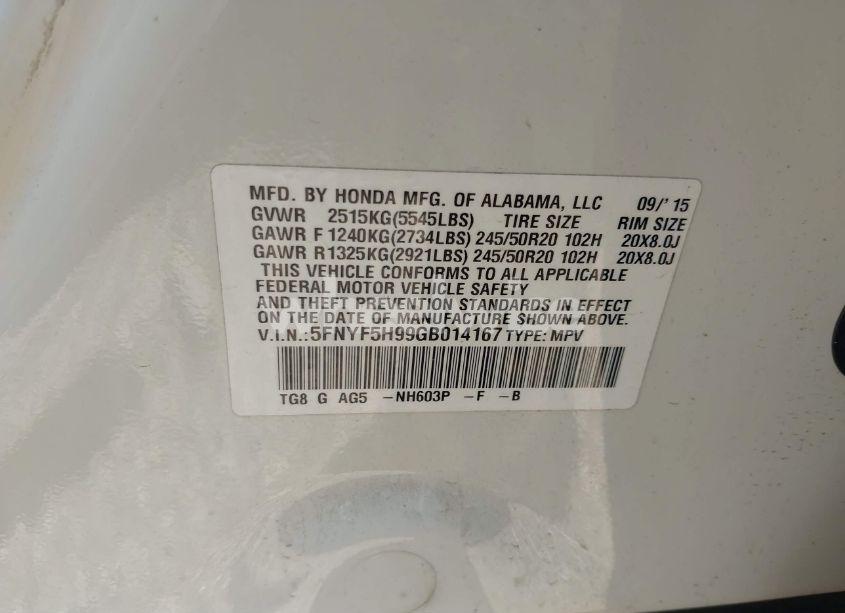 MFD. BY HONDA MFG. OF ALABAMA, LLC 09/' 15
GVWR 2515KG(5545LBS) TIRE SIZE RIM SIZE
GAWR F 1240KG(2734LBS) 245/50R20 102H 20X8.0J
GAWR R1325KG(2921LBS) 245/50R20 102H 20X8.0J
THIS VEHICLE CONFORMS TO ALL APPLICABLE
FEDERAL MOTOR VEHICLE SAFETY
AND THEFT PREVENTION STANDARDS IN EFFECT
ON THE DATE OF MANUFACTURE SHOWN ABOVE.
V.I.N.:5FNYF5H99GB014167 TYPE: MPV
TG8 G AG5 -NH603P -F -B